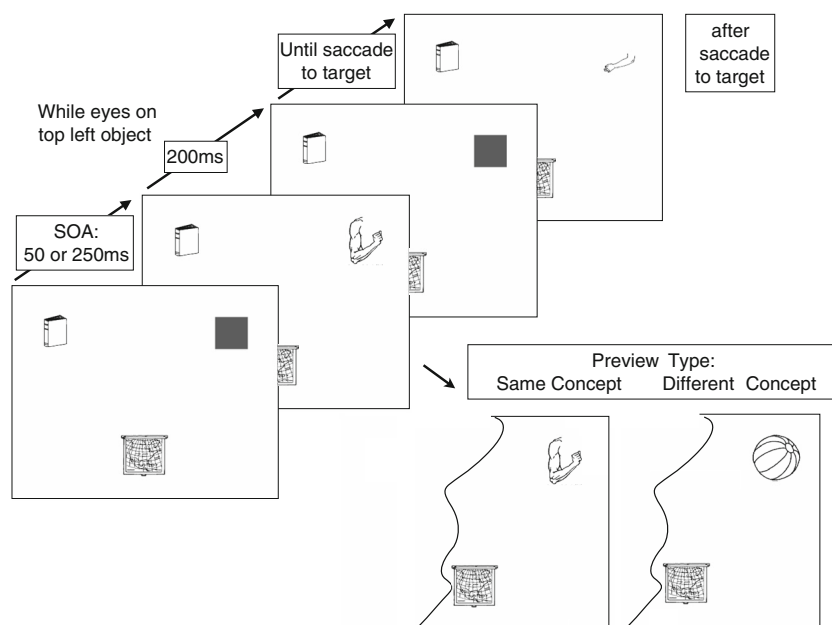 after
saccade
to target
Until saccade
to target
While eyes on
top left object
200ms
SOA:
50 or 250ms
Preview Type:
Same Concept Different Concept